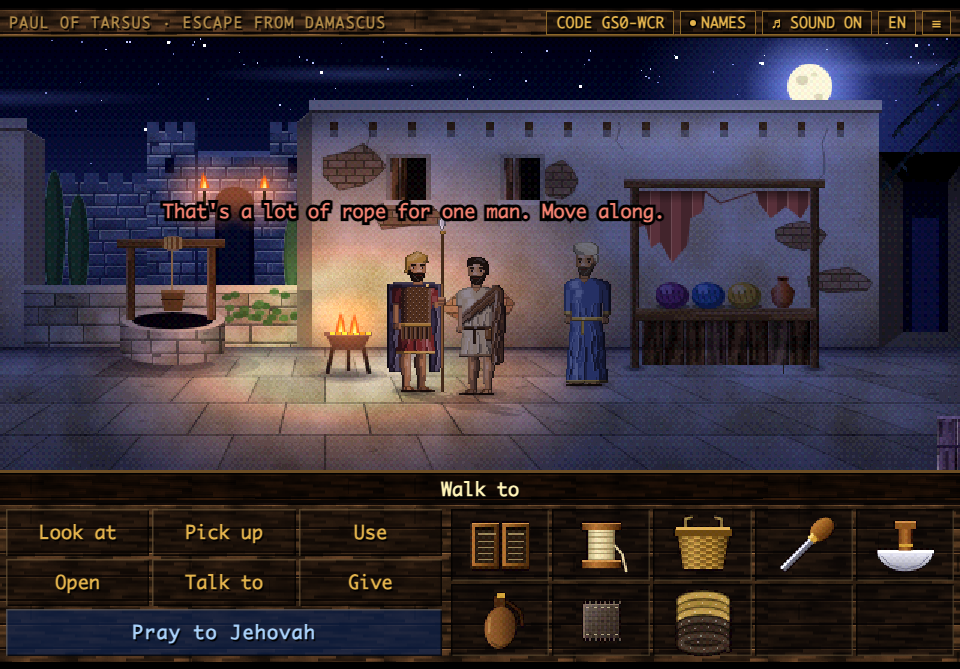 PAUL OF TARSUS · ESCAPE FROM DAMASCUS
CODE GS0-WCR
• NAMES
♬ SOUND ON
EN
≡
That's a lot of rope for one man. Move along.
Walk to
Look at
Pick up
Use
Open
Talk to
Give
Pray to Jehovah